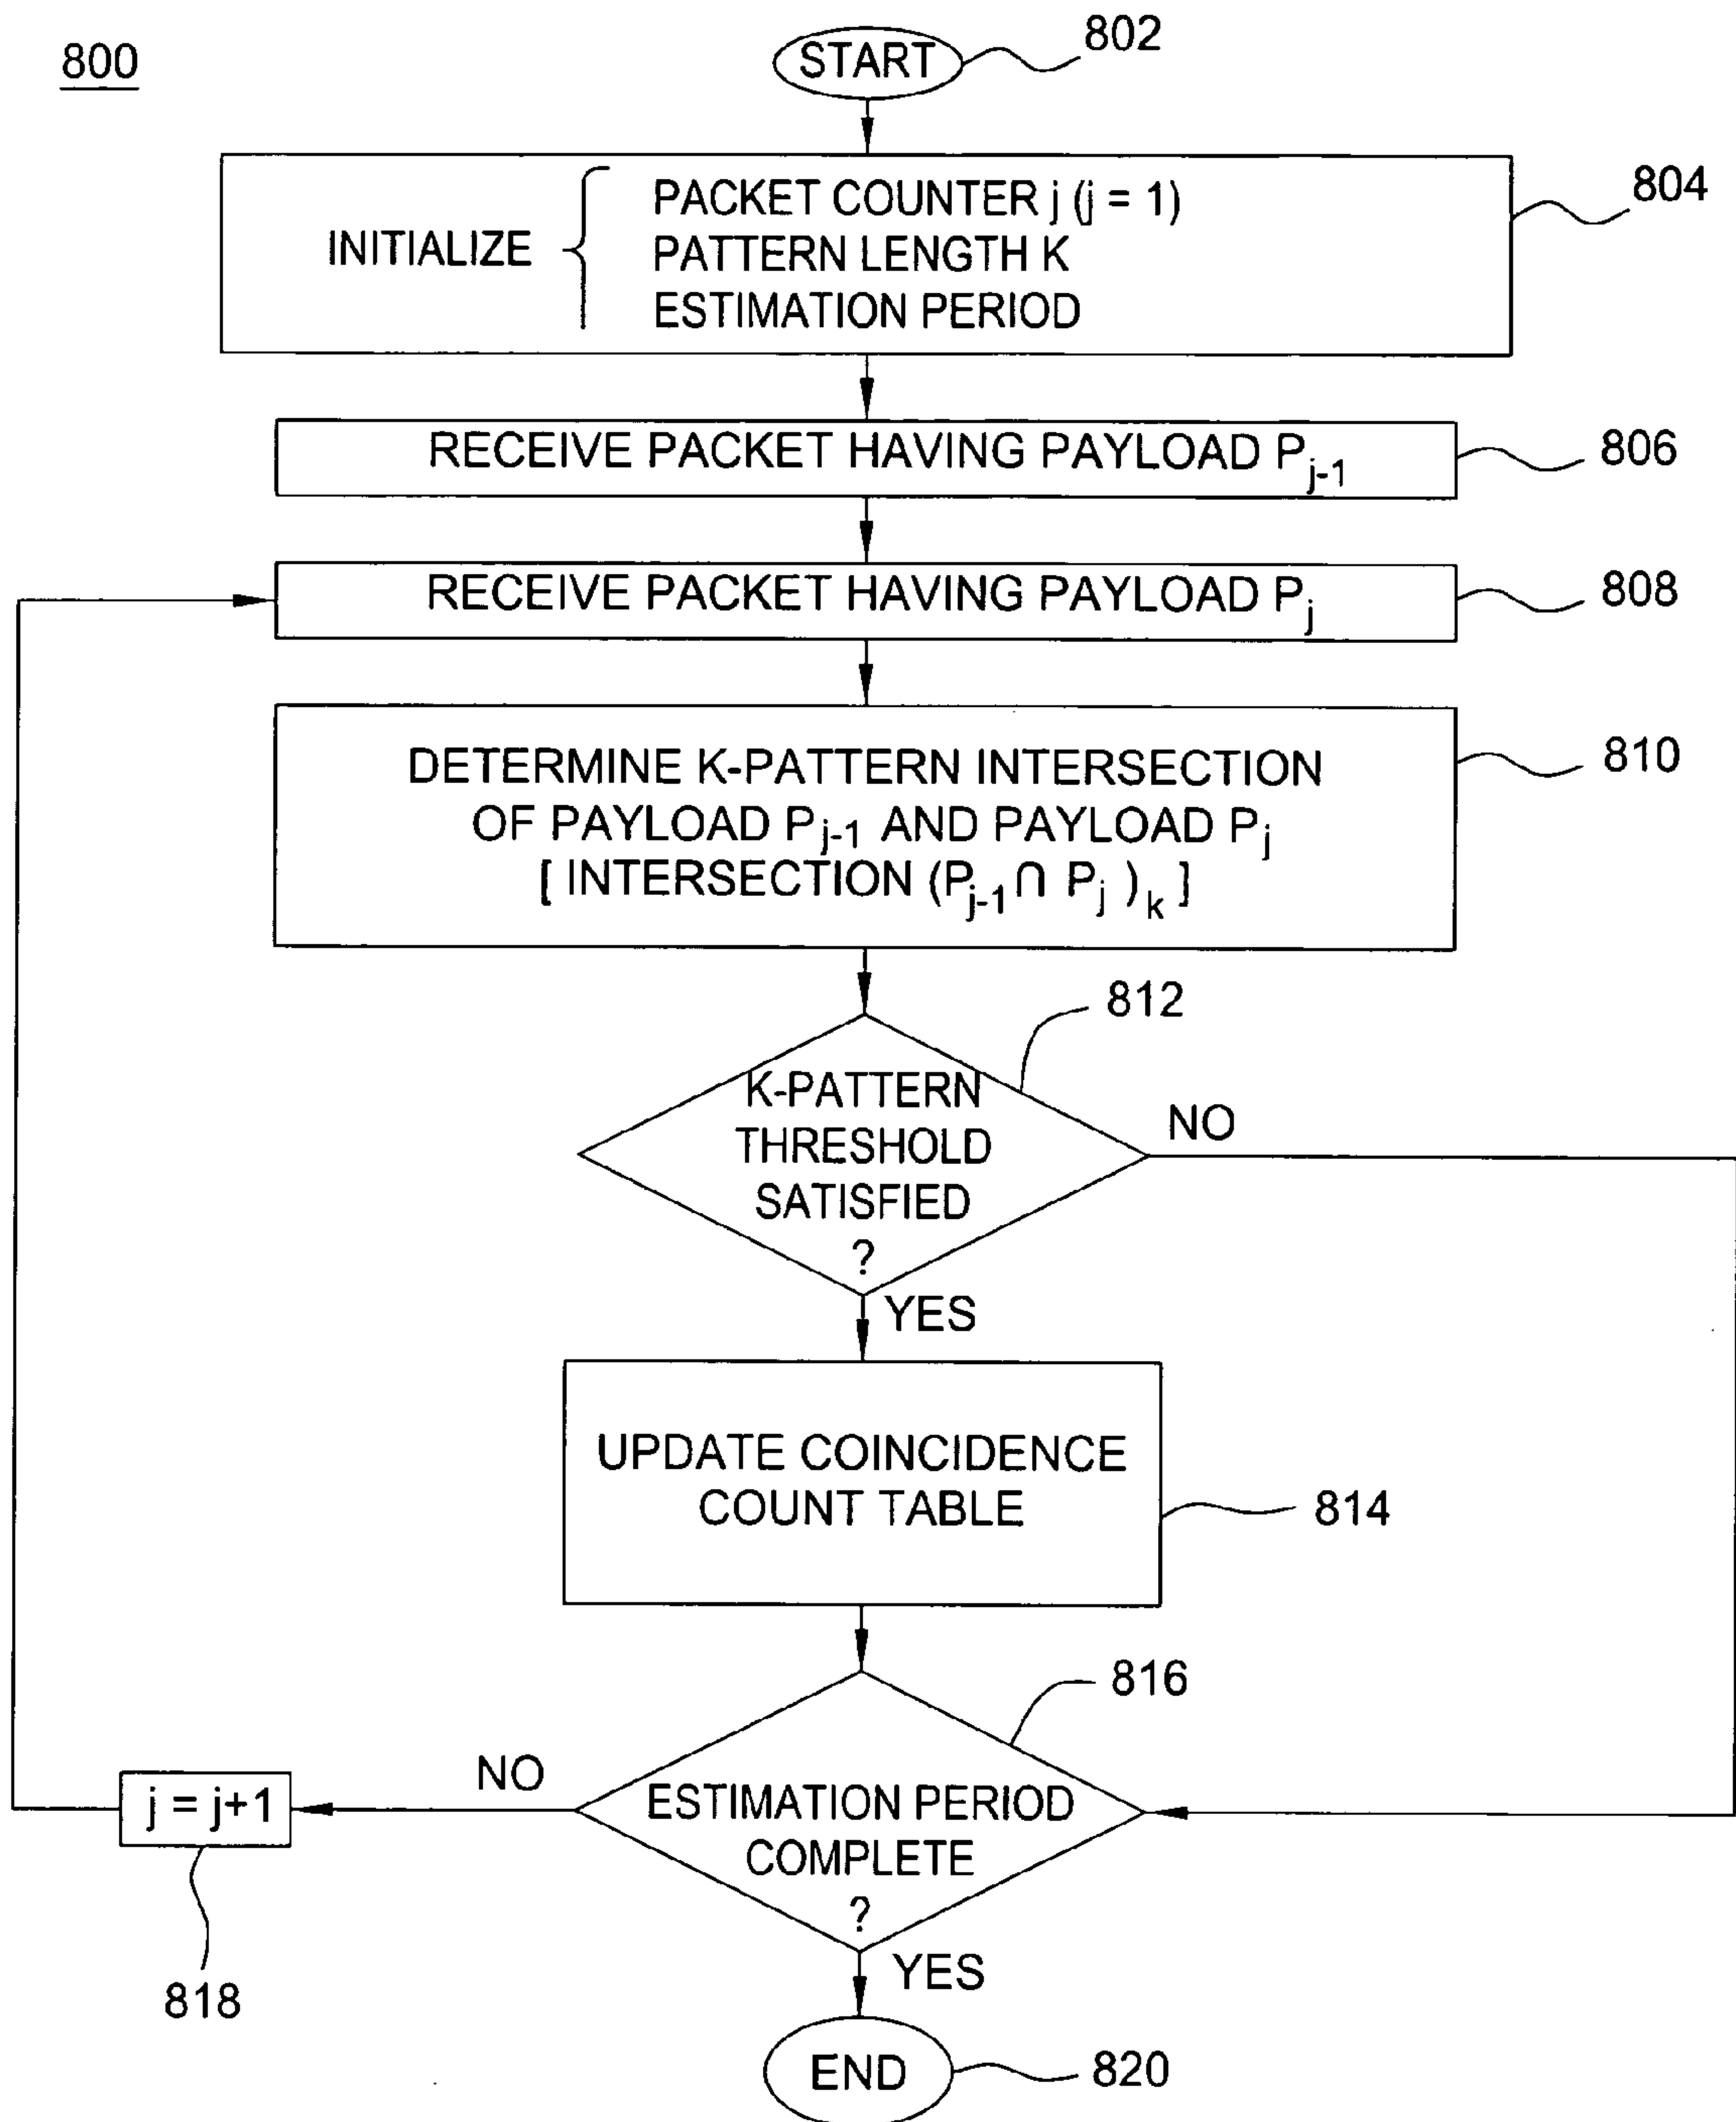 800
START
802
INITIALIZE
PACKET COUNTER j (j = 1)
PATTERN LENGTH K
ESTIMATION PERIOD
804
RECEIVE PACKET HAVING PAYLOAD Pj-1
806
RECEIVE PACKET HAVING PAYLOAD Pj
808
DETERMINE K-PATTERN INTERSECTION
OF PAYLOAD Pj-1 AND PAYLOAD Pj
[ INTERSECTION (Pj-1 ∩ Pj )k ]
810
812
K-PATTERN
THRESHOLD
SATISFIED
?
NO
YES
UPDATE COINCIDENCE
COUNT TABLE
814
816
ESTIMATION PERIOD
COMPLETE
?
NO
j = j+1
818
YES
END
820